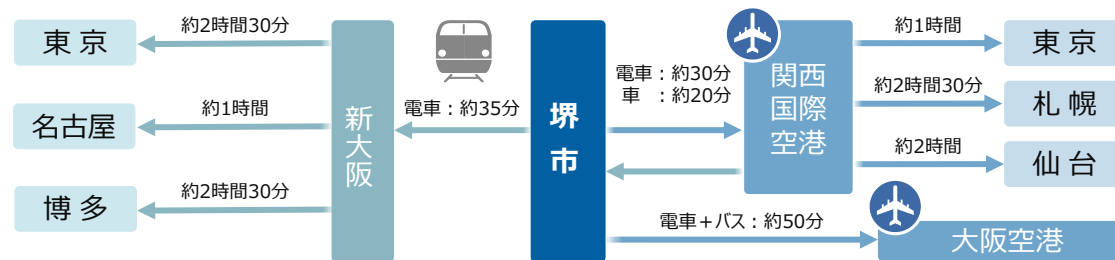 東 京
名古屋
博 多
約2時間30分
約1時間
約2時間30分
新大阪
電車：約35分
堺市
電車：約30分
車　：約20分
電車＋バス：約50分
関西
国際
空港
約1時間
約2時間30分
約2時間
東 京
札 幌
仙 台
大阪空港